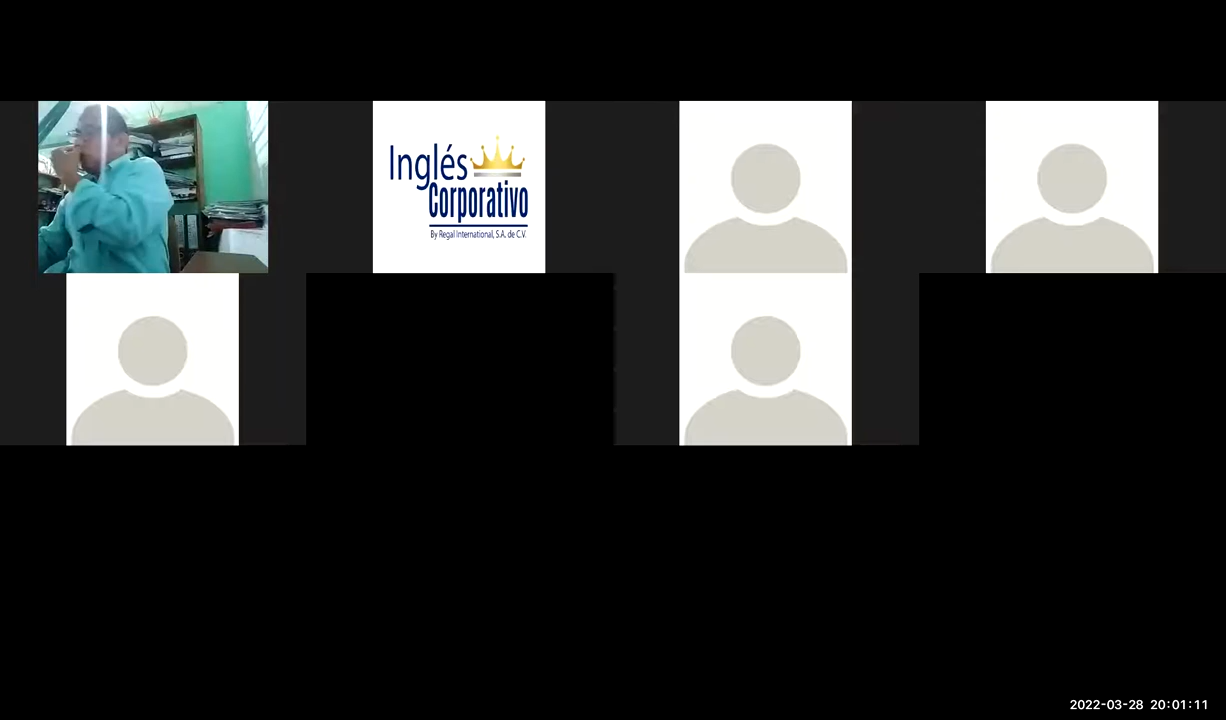 Inglés
Corporativo
By Regal International, S.A. de C.V.
2022-03-28 20:01:11